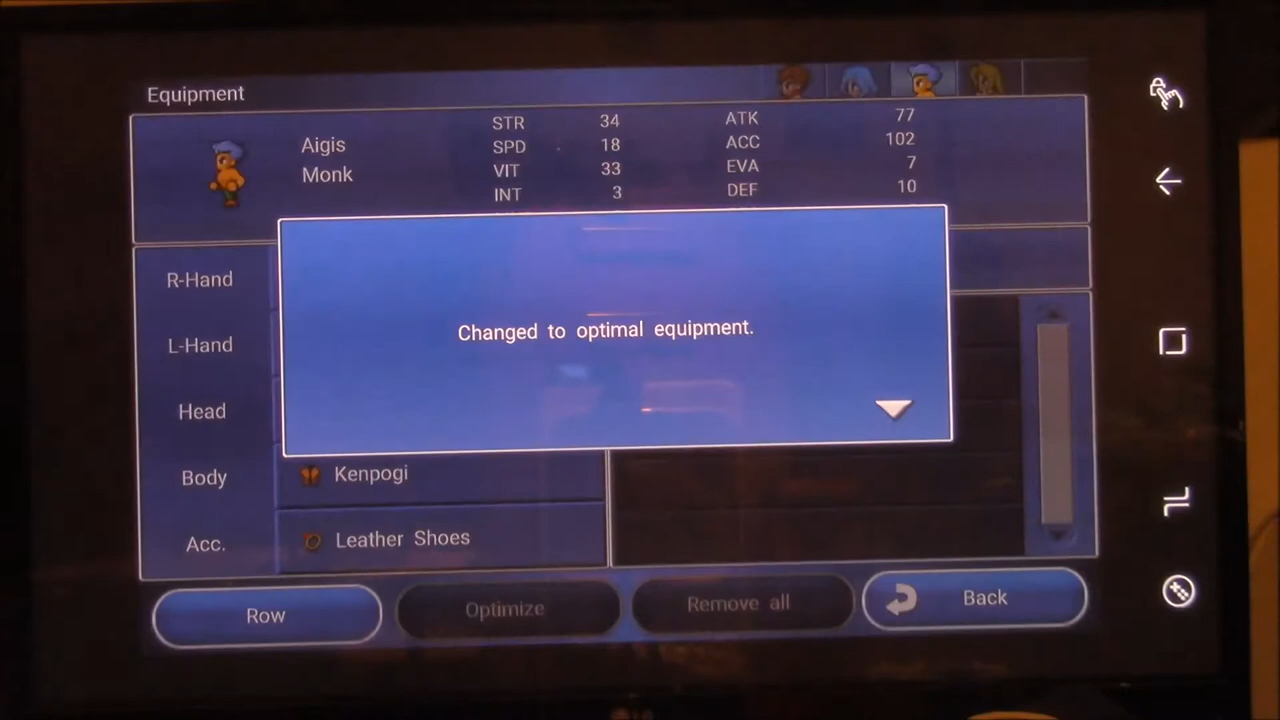 Equipment
Aigis
Monk
STR 34
SPD 18
VIT 33
INT 3
ATK 77
ACC 102
EVA 7
DEF 10
R-Hand
L-Hand
Head
Body
Acc.
Changed to optimal equipment.
Kenpogi
Leather Shoes
Row
Optimize
Remove all
Back
LG